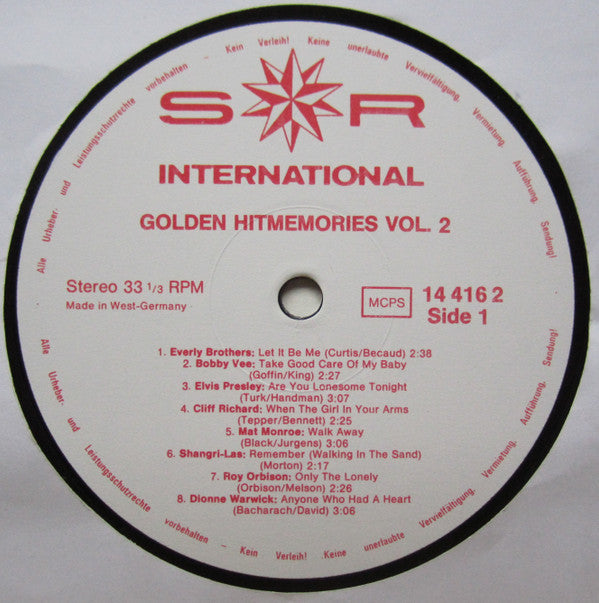 Alle Urheber- und Leistungsschutzrechte vorbehalten Kein Verleih! Keine unerlaubte Vervielfältigung, Vermietung, Aufführung, Sendung!
S R
INTERNATIONAL
GOLDEN HITMEMORIES VOL. 2
Stereo 33 1/3 RPM
Made in West-Germany
MCPS
14 416 2
Side 1
1. Everly Brothers: Let It Be Me (Curtis/Becaud) 2:38
2. Bobby Vee: Take Good Care Of My Baby
(Goffin/King) 2:27
3. Elvis Presley: Are You Lonesome Tonight
(Turk/Handman) 3:07
4. Cliff Richard: When The Girl In Your Arms
(Tepper/Bennett) 2:25
5. Mat Monroe: Walk Away
(Black/Jurgens) 3:06
6. Shangri-Las: Remember (Walking In The Sand)
(Morton) 2:17
7. Roy Orbison: Only The Lonely
(Orbison/Melson) 2:26
8. Dionne Warwick: Anyone Who Had A Heart
(Bacharach/David) 3:06
Alle Urheber- und Leistungsschutzrechte vorbehalten - Kein Verleih! Keine unerlaubte Vervielfältigung, Vermietung, Aufführung, Sendung!